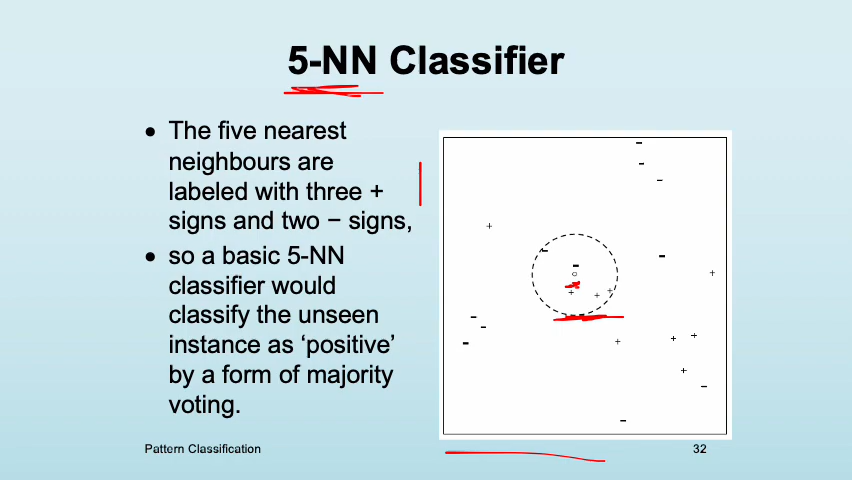 5-NN Classifier
• The five nearest
neighbours are
labeled with three +
signs and two − signs,
• so a basic 5-NN
classifier would
classify the unseen
instance as ‘positive’
by a form of majority
voting.
Pattern Classification
32